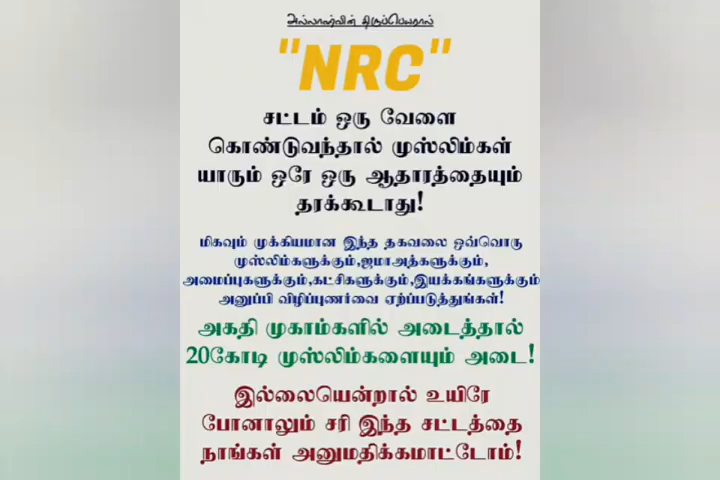 அல்லாஹ்வின் திருப்பெயரால்
"NRC"
சட்டம் ஒரு வேளை
கொண்டுவந்தால் முஸ்லிம்கள்
யாரும் ஒரே ஒரு ஆதாரத்தையும்
தரக்கூடாது!
மிகவும் முக்கியமான இந்த தகவலை ஒவ்வொரு
முஸ்லிம்களுக்கும்,ஜமாஅத்களுக்கும்,
அமைப்புகளுக்கும்,கட்சிகளுக்கும்,இயக்கங்களுக்கும்
அனுப்பி விழிப்புணர்வை ஏற்படுத்துங்கள்!
அகதி முகாம்களில் அடைத்தால்
20கோடி முஸ்லிம்களையும் அடை!
இல்லையென்றால் உயிரே
போனாலும் சரி இந்த சட்டத்தை
நாங்கள் அனுமதிக்கமாட்டோம்!